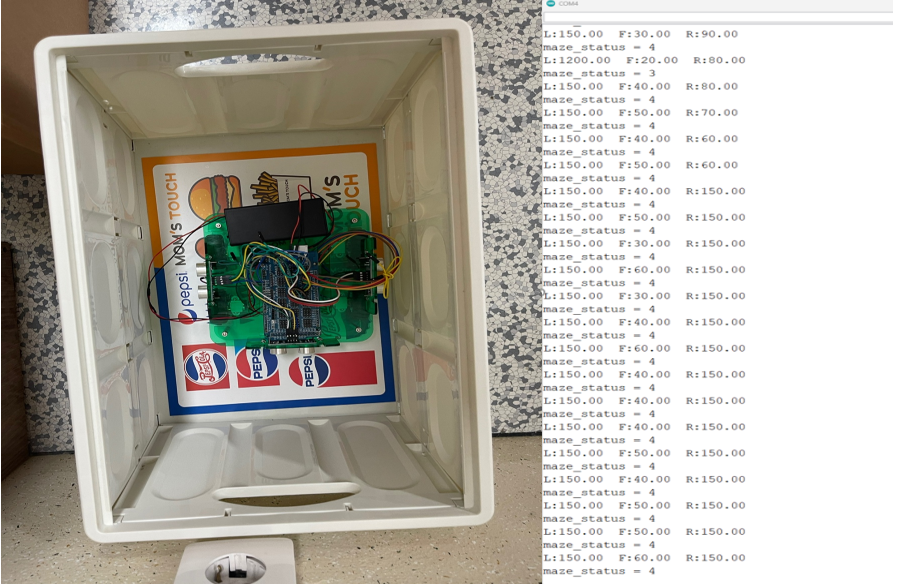 MOM'S TOUCH
M'S
UCH
pepsi
Pepsi
PEPSI
PEPSI
COM4
L:150.00 F:30.00 R:90.00
maze_status = 4
L:1200.00 F:20.00 R:80.00
maze_status = 3
L:150.00 F:40.00 R:80.00
maze_status = 4
L:150.00 F:50.00 R:70.00
maze_status = 4
L:150.00 F:40.00 R:60.00
maze_status = 4
L:150.00 F:50.00 R:60.00
maze_status = 4
L:150.00 F:40.00 R:150.00
maze_status = 4
L:150.00 F:50.00 R:150.00
maze_status = 4
L:150.00 F:30.00 R:150.00
maze_status = 4
L:150.00 F:60.00 R:150.00
maze_status = 4
L:150.00 F:30.00 R:150.00
maze_status = 4
L:150.00 F:40.00 R:150.00
maze_status = 4
L:150.00 F:60.00 R:150.00
maze_status = 4
L:150.00 F:40.00 R:150.00
maze_status = 4
L:150.00 F:40.00 R:150.00
maze_status = 4
L:150.00 F:40.00 R:150.00
maze_status = 4
L:150.00 F:50.00 R:150.00
maze_status = 4
L:150.00 F:40.00 R:150.00
maze_status = 4
L:150.00 F:50.00 R:150.00
maze_status = 4
L:150.00 F:50.00 R:150.00
maze_status = 4
L:150.00 F:60.00 R:150.00
maze_status = 4